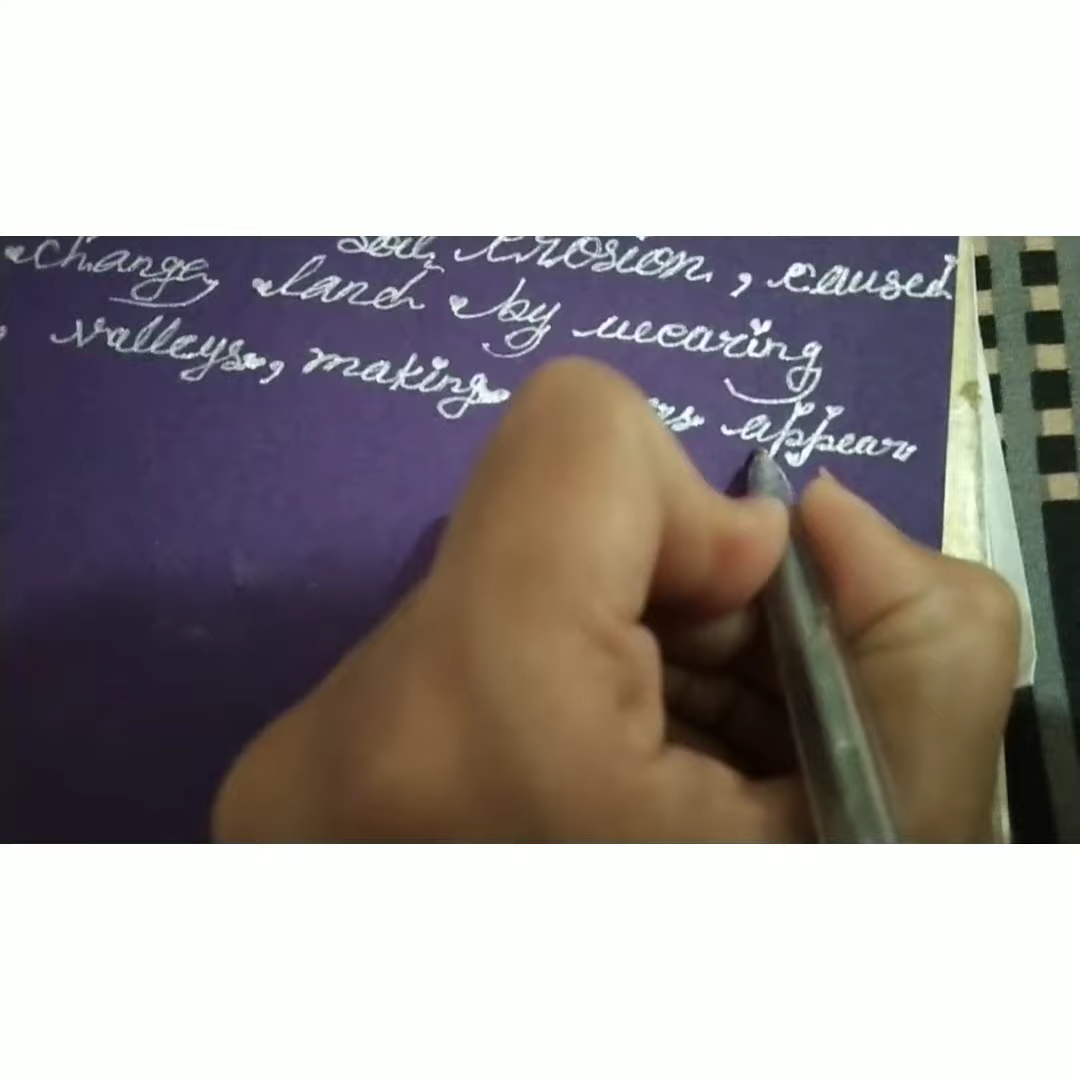 soil erosion, caused
change land by wearing
valleys, making appear